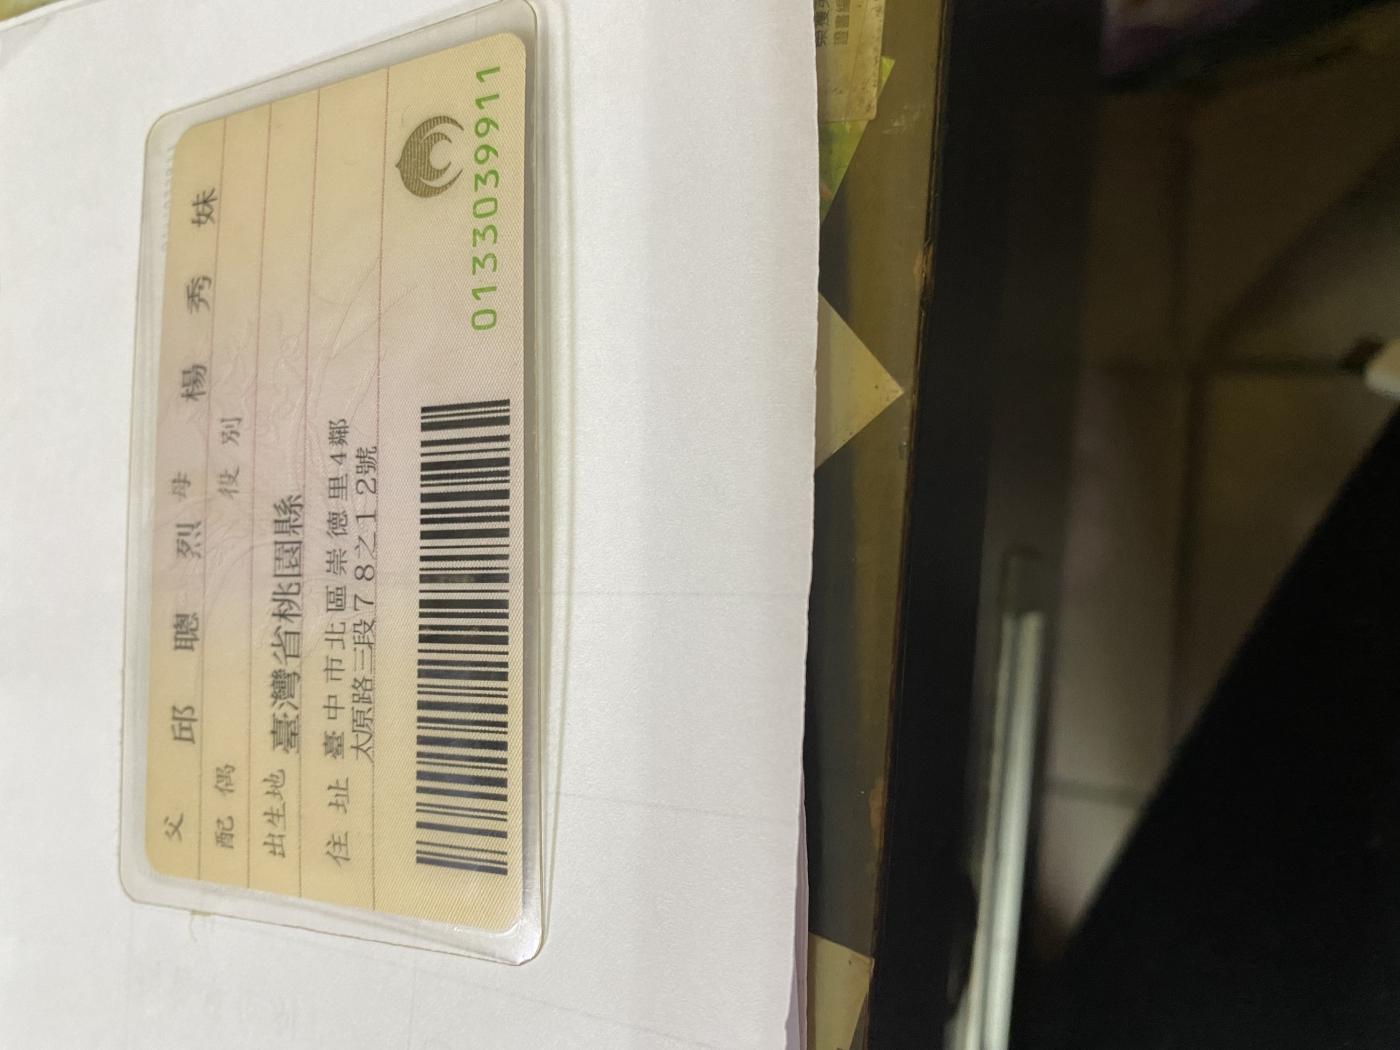 父 邱 聰 烈 母 楊 秀 妹
配偶 役別
出生地 臺灣省桃園縣
住址 臺中市北區崇德里4鄰
太原路三段78之12號
0133039911